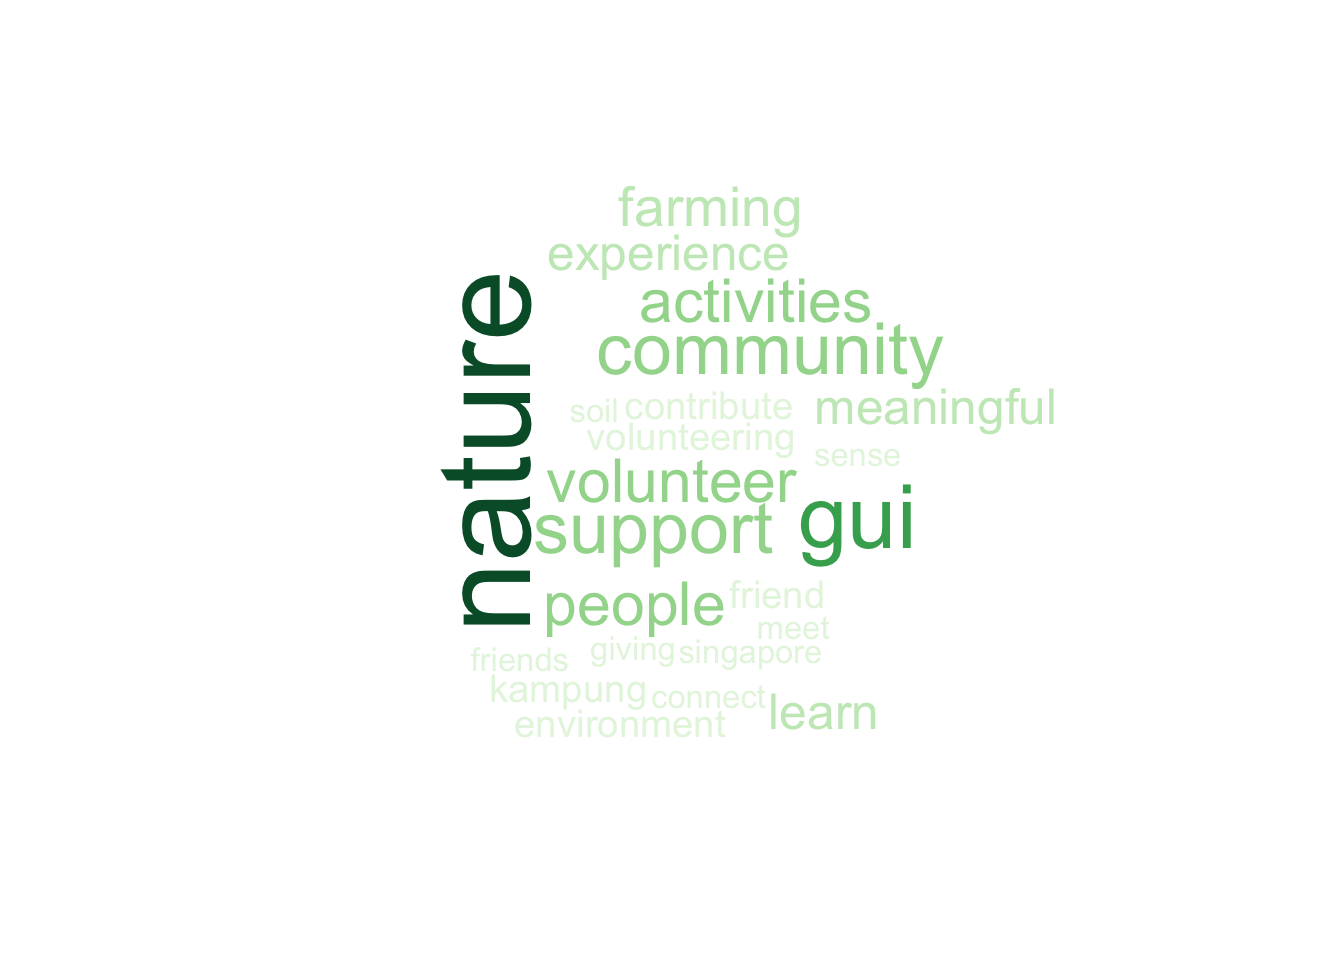 farming
experience
nature
activities
community
soil contribute meaningful
volunteering
sense
volunteer
support gui
people friend
meet
friends giving singapore
kampung connect
learn
environment